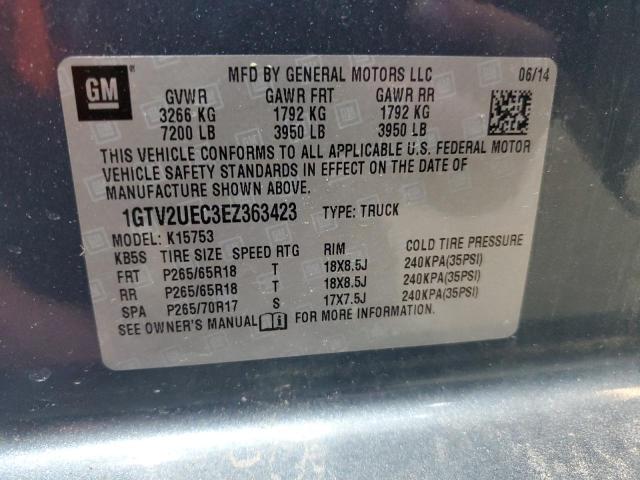 GM
MFD BY GENERAL MOTORS LLC 06/14
GVWR GAWR FRT GAWR RR
3266 KG 1792 KG 1792 KG
7200 LB 3950 LB 3950 LB
THIS VEHICLE CONFORMS TO ALL APPLICABLE U.S. FEDERAL MOTOR
VEHICLE SAFETY STANDARDS IN EFFECT ON THE DATE OF
MANUFACTURE SHOWN ABOVE.
1GTV2UEC3EZ363423 TYPE: TRUCK
MODEL: K15753
KB5S TIRE SIZE SPEED RTG RIM COLD TIRE PRESSURE
FRT P265/65R18 T 18X8.5J 240KPA(35PSI)
RR P265/65R18 T 18X8.5J 240KPA(35PSI)
SPA P265/70R17 S 17X7.5J 240KPA(35PSI)
SEE OWNER'S MANUAL FOR MORE INFORMATION.